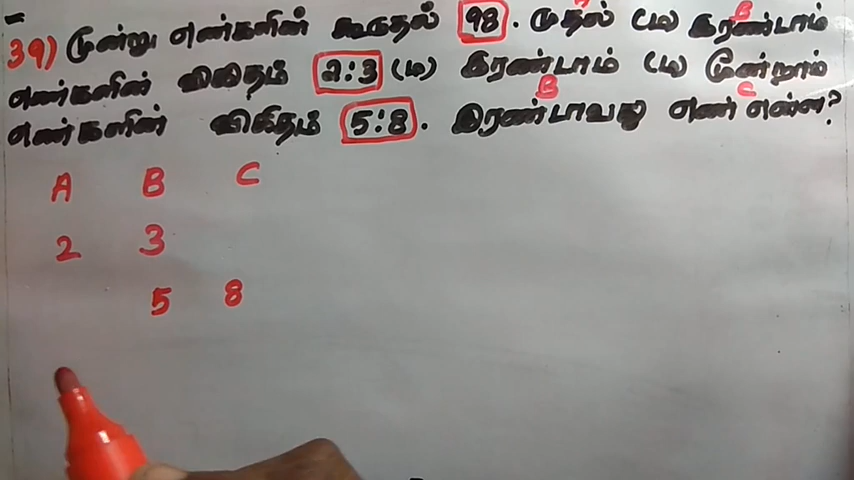 39) மூன்று எண்களின் கூடுதல் 98. முதல் (ம) இரண்டாம்
எண்களின் விகிதம் 2:3 (ம) இரண்டாம் (ம) மூன்றாம்
எண்களின் விகிதம் 5:8. இரண்டாவது எண் என்ன?
A B C
2 3
5 8